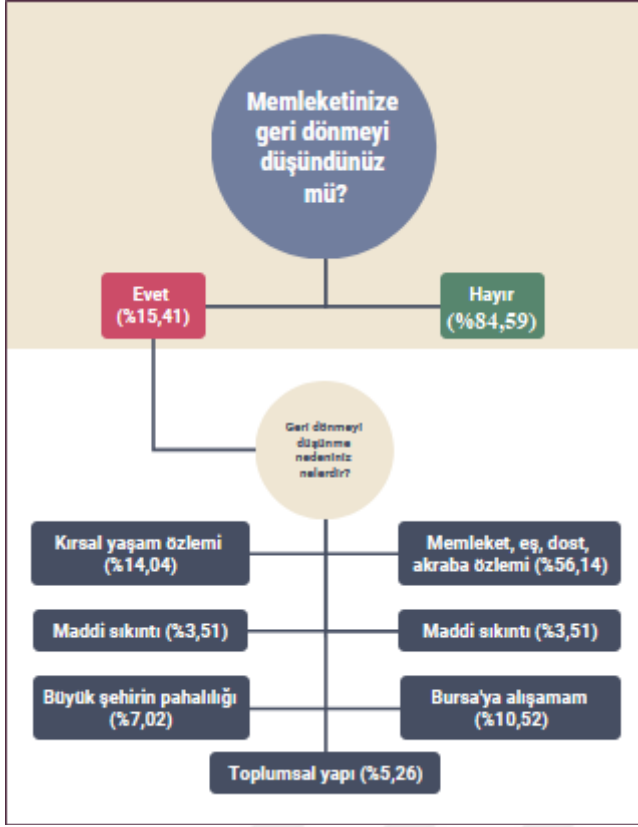 Memleketinize
geri dönmeyi
düşündünüz
mü?
Evet
(%15,41)
Hayır
(%84,59)
Geri dönmeyi
düşünme
nedeniniz
nelerdir?
Kırsal yaşam özlemi
(%14,04)
Memleket, eş, dost,
akraba özlemi (%56,14)
Maddi sıkıntı (%3,51)
Maddi sıkıntı (%3,51)
Büyük şehirin pahalılığı
(%7,02)
Bursa'ya alışamam
(%10,52)
Toplumsal yapı (%5,26)